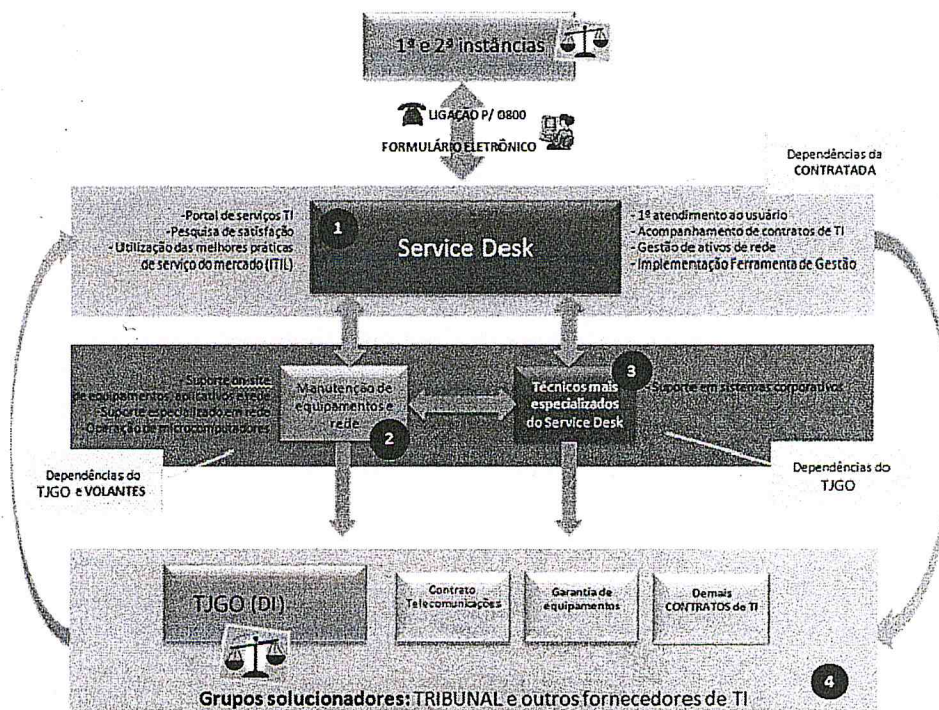 1ª e 2ª instâncias
LIGAÇÃO P/ 0800
FORMULÁRIO ELETRÔNICO
Dependências da
CONTRATADA
-Portal de serviços TI
-Pesquisa de satisfação
-Utilização das melhores práticas
de serviço do mercado (ITIL)
1
Service Desk
- 1º atendimento ao usuário
- Acompanhamento de contratos de TI
- Gestão de ativos de rede
- Implementação Ferramenta de Gestão
- Suporte on-site
de equipamentos, aplicativos e rede
- Suporte especializado em rede
-Operação de microcomputadores
Manutenção de
equipamentos e
rede
2
3
Técnicos mais
especializados
do Service Desk
Suporte em sistemas corporativos
Dependências do
TJGO e VOLANTES
Dependências do
TJGO
TJGO (DI)
Contrato
Telecomunicações
Garantia de
equipamentos
Demais
CONTRATOS de TI
Grupos solucionadores: TRIBUNAL e outros fornecedores de TI
4